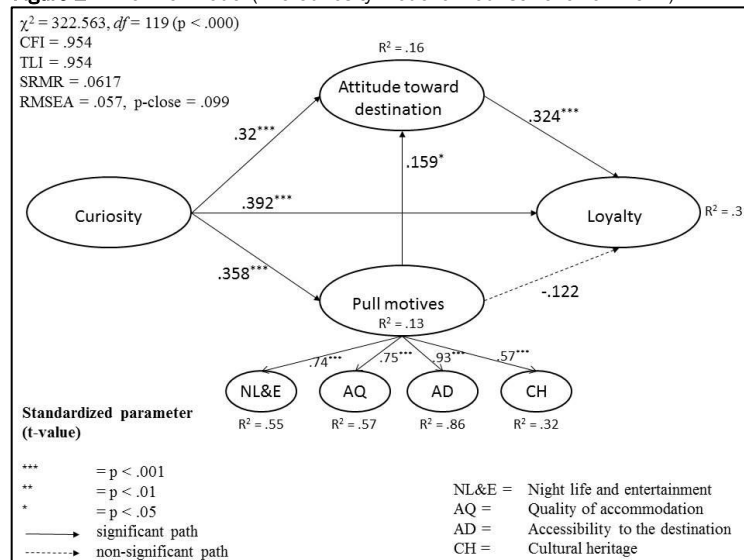 χ² = 322.563, df = 119 (p < .000)
CFI = .954
TLI = .954
SRMR = .0617
RMSEA = .057, p-close = .099
R² = .16
Attitude toward
destination
.32***
.324***
.159*
Curiosity
.392***
Loyalty
R² = .3
.358***
Pull motives
R² = .13
-.122
.74***
.75***
.93***
.57***
NL&E
AQ
AD
CH
R² = .55
R² = .57
R² = .86
R² = .32
Standardized parameter
(t-value)
*** = p < .001
** = p < .01
* = p < .05
significant path
non-significant path
NL&E = Night life and entertainment
AQ = Quality of accommodation
AD = Accessibility to the destination
CH = Cultural heritage